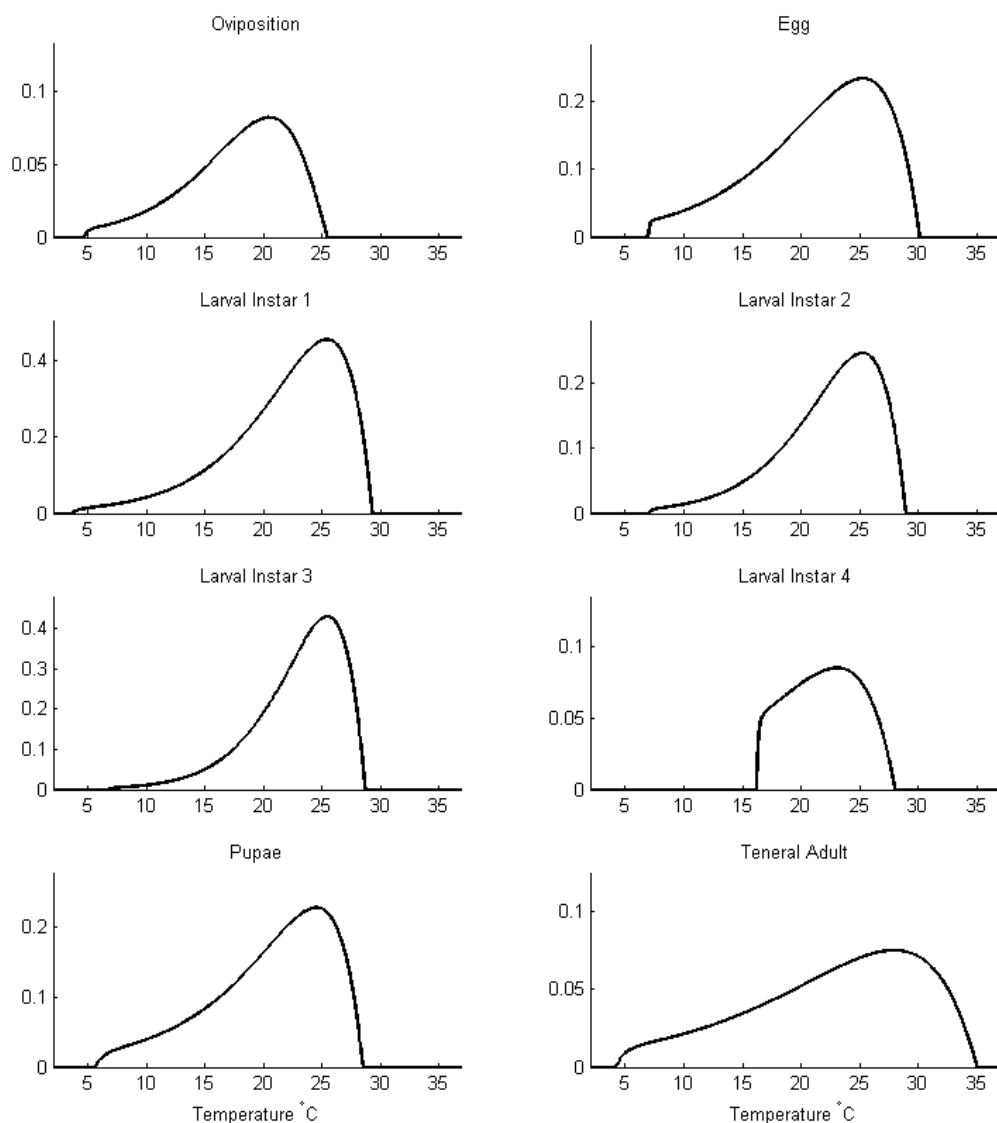 Oviposition
0.1
0.05
0
5 10 15 20 25 30 35
Egg
0.2
0.1
0
5 10 15 20 25 30 35
Larval Instar 1
0.4
0.2
0
5 10 15 20 25 30 35
Larval Instar 2
0.2
0.1
0
5 10 15 20 25 30 35
Larval Instar 3
0.4
0.3
0.2
0.1
0
5 10 15 20 25 30 35
Larval Instar 4
0.1
0.05
0
5 10 15 20 25 30 35
Pupae
0.2
0.1
0
5 10 15 20 25 30 35
Temperature °C
Teneral Adult
0.1
0.05
0
5 10 15 20 25 30 35
Temperature °C